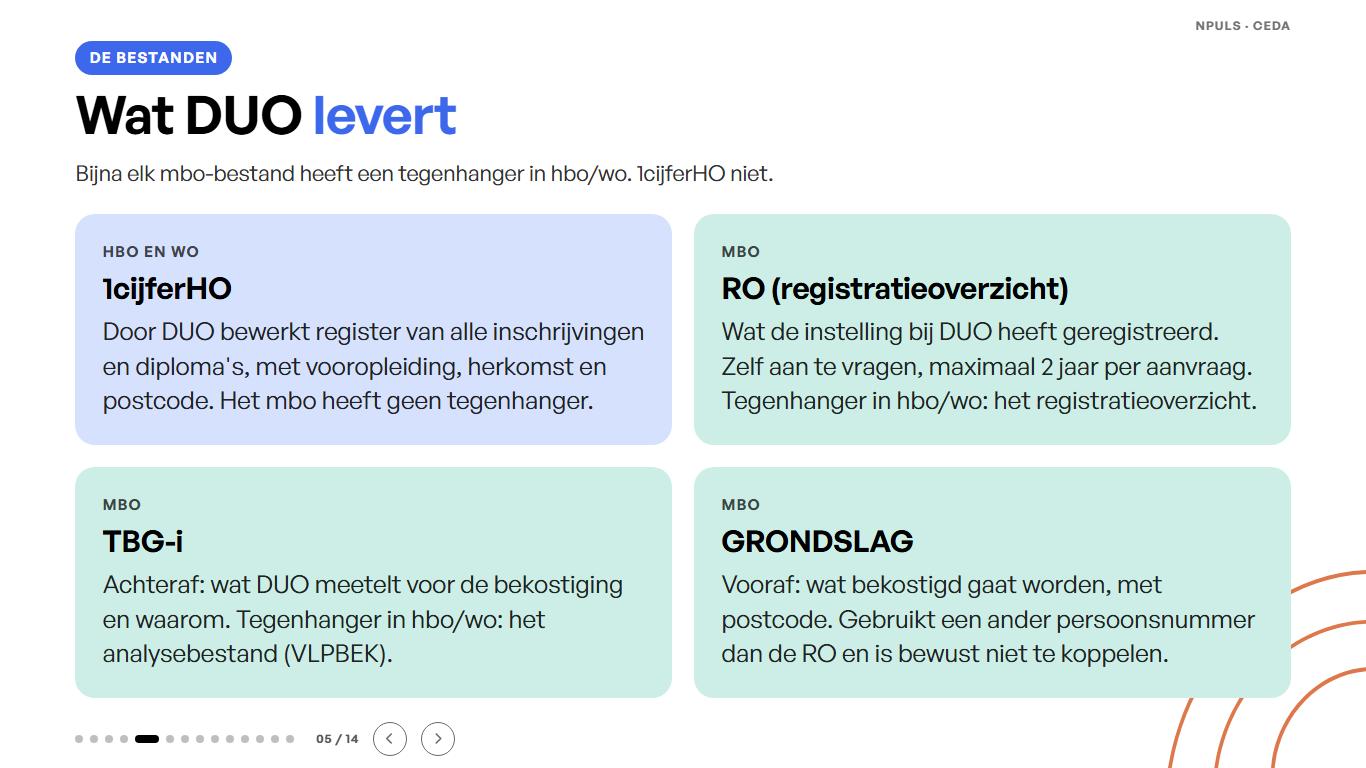 NPULS · CEDA
DE BESTANDEN
Wat DUO levert
Bijna elk mbo-bestand heeft een tegenhanger in hbo/wo. 1cijferHO niet.
HBO EN WO
1cijferHO
Door DUO bewerkt register van alle inschrijvingen
en diploma's, met vooropleiding, herkomst en
postcode. Het mbo heeft geen tegenhanger.
MBO
RO (registratieoverzicht)
Wat de instelling bij DUO heeft geregistreerd.
Zelf aan te vragen, maximaal 2 jaar per aanvraag.
Tegenhanger in hbo/wo: het registratieoverzicht.
MBO
TBG-i
Achteraf: wat DUO meetelt voor de bekostiging
en waarom. Tegenhanger in hbo/wo: het
analysebestand (VLPBEK).
MBO
GRONDSLAG
Vooraf: wat bekostigd gaat worden, met
postcode. Gebruikt een ander persoonsnummer
dan de RO en is bewust niet te koppelen.
05 / 14